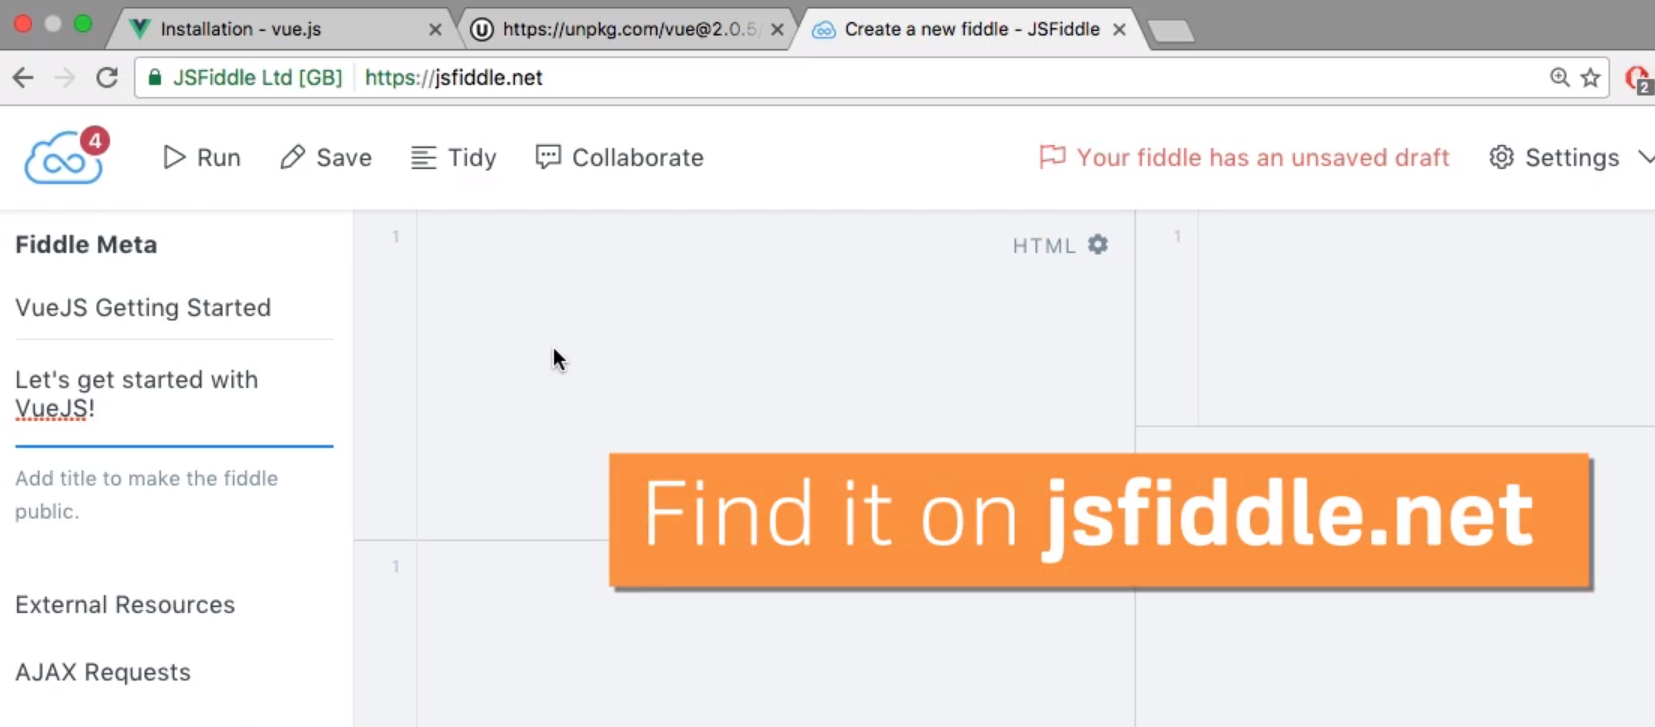 Installation - vue.js
https://unpkg.com/vue@2.0.5/
Create a new fiddle - JSFiddle
JSFiddle Ltd [GB]
https://jsfiddle.net
2
4
Run
Save
Tidy
Collaborate
Your fiddle has an unsaved draft
Settings
Fiddle Meta
VueJS Getting Started
Let's get started with
VueJS!
Add title to make the fiddle
public.
External Resources
AJAX Requests
1
HTML
1
1
Find it on jsfiddle.net